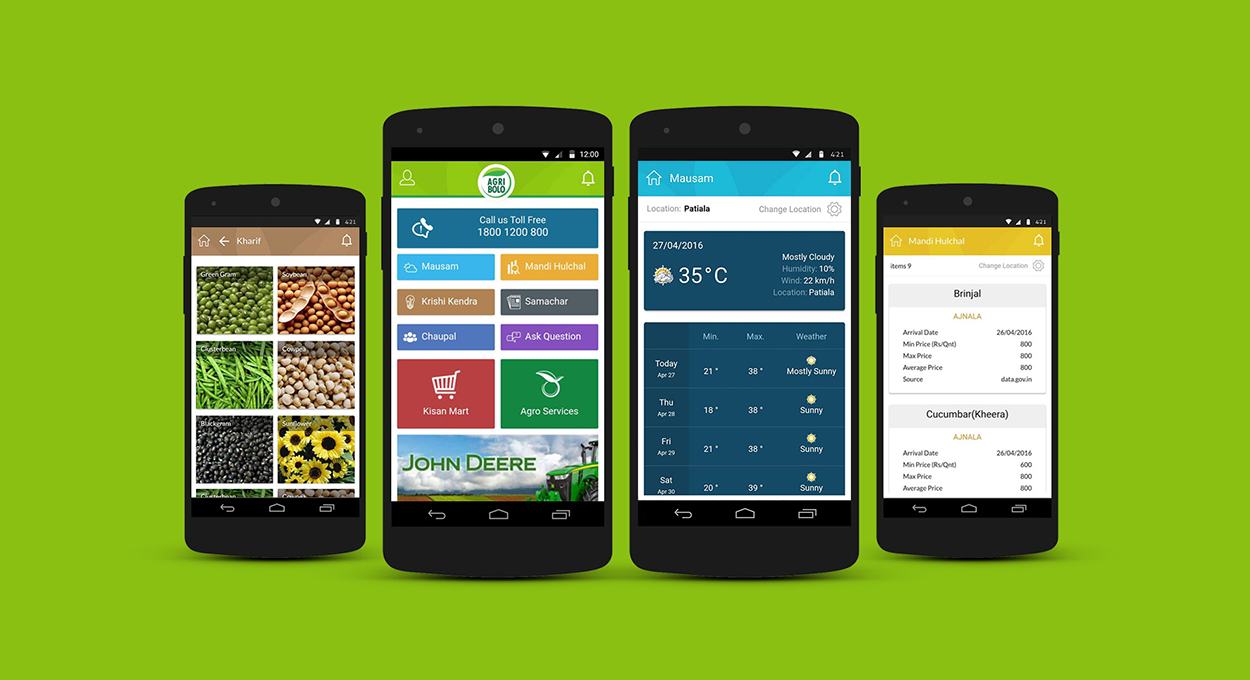 4:21
Kharif
Green Gram
Soybean
Clusterbean
Cowpea
Blackgram
Sunflower
Clusterbean
Cowpea
12:00
AGRI
BOLO
Call us Toll Free
1800 1200 800
Mausam
Mandi Hulchal
Krishi Kendra
Samachar
Chaupal
Ask Question
Kisan Mart
Agro Services
JOHN DEERE
4:21
Mausam
Location: Patiala
Change Location
27/04/2016
35°C
Mostly Cloudy
Humidity: 10%
Wind: 22 km/h
Location: Patiala
Min. Max. Weather
Today
Apr 27
21 ° 38 ° Mostly Sunny
Thu
Apr 28
18 ° 38 ° Sunny
Fri
Apr 29
21 ° 38 ° Sunny
Sat
Apr 30
20 ° 39 ° Sunny
4:21
Mandi Hulchal
items 9
Change Location
Brinjal
AJNALA
Arrival Date 26/04/2016
Min Price (Rs/Qnt) 800
Max Price 800
Average Price 800
Source data.gov.in
Cucumbar(Kheera)
AJNALA
Arrival Date 26/04/2016
Min Price (Rs/Qnt) 600
Max Price 800
Average Price 800